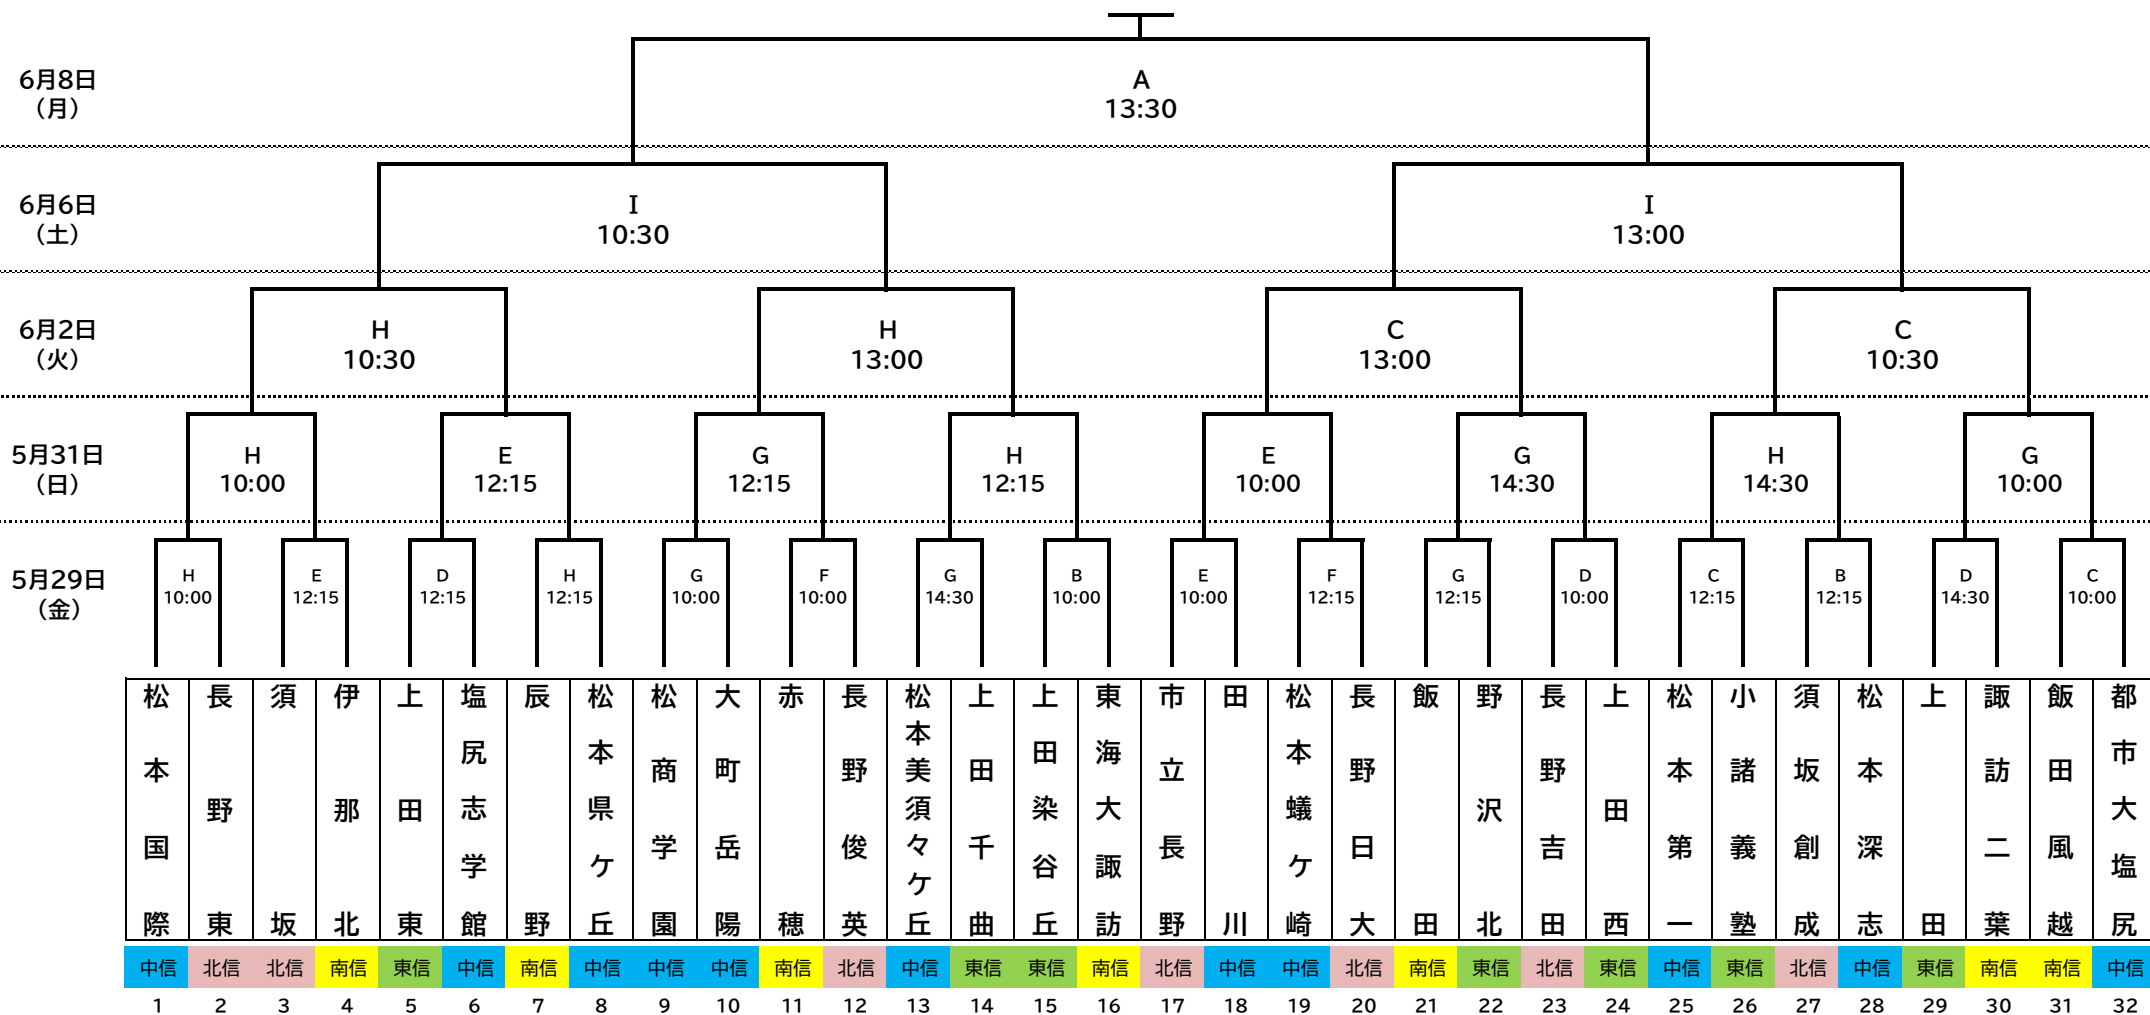 A
13:30
6月8日
（月）
I
10:30
I
13:00
6月6日
（土）
H
10:30
H
13:00
C
13:00
C
10:30
6月2日
（火）
H
10:00
E
12:15
G
12:15
H
12:15
E
10:00
G
14:30
H
14:30
G
10:00
5月31日
（日）
H
10:00
E
12:15
D
12:15
H
12:15
G
10:00
F
10:00
G
14:30
B
10:00
E
10:00
F
12:15
G
12:15
D
10:00
C
12:15
B
12:15
D
14:30
C
10:00
5月29日
（金）
松本国際
長野東
須坂
伊那北
上田東
塩尻志学館
辰野
松本県ケ丘
松商学園
大町岳陽
赤穂
長野俊英
松本美須々ケ丘
上田千曲
上田染谷丘
東海大諏訪
市立長野
田川
松本蟻ケ崎
長野日大
飯田
野沢北
長野吉田
上田西
松本第一
小諸義塾
須坂創成
松本深志
上田
諏訪二葉
飯田風越
都市大塩尻
中信 北信 北信 南信 東信 中信 南信 中信 中信 中信 南信 北信 中信 東信 東信 南信 北信 中信 中信 北信 南信 東信 北信 東信 中信 東信 北信 中信 東信 南信 南信 中信
1 2 3 4 5 6 7 8 9 10 11 12 13 14 15 16 17 18 19 20 21 22 23 24 25 26 27 28 29 30 31 32